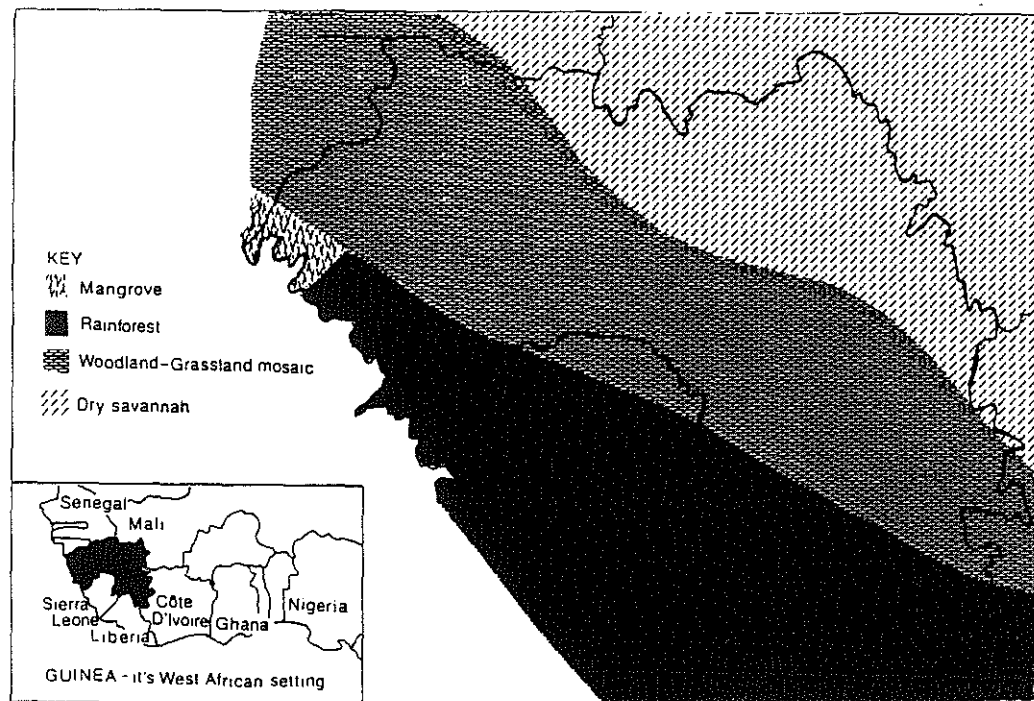 KEY
Mangrove
Rainforest
Woodland-Grassland mosaic
Dry savannah
Senegal
Mali
Sierra
Leone
Liberia
Côte
D'Ivoire
Ghana
Nigeria
GUINEA - it's West African setting